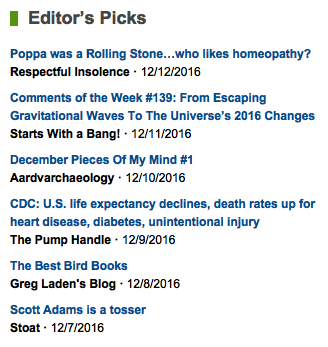 Editor's Picks
Poppa was a Rolling Stone…who likes homeopathy?
Respectful Insolence · 12/12/2016
Comments of the Week #139: From Escaping
Gravitational Waves To The Universe's 2016 Changes
Starts With a Bang! · 12/11/2016
December Pieces Of My Mind #1
Aardvarchaeology · 12/10/2016
CDC: U.S. life expectancy declines, death rates up for
heart disease, diabetes, unintentional injury
The Pump Handle · 12/9/2016
The Best Bird Books
Greg Laden's Blog · 12/8/2016
Scott Adams is a tosser
Stoat · 12/7/2016